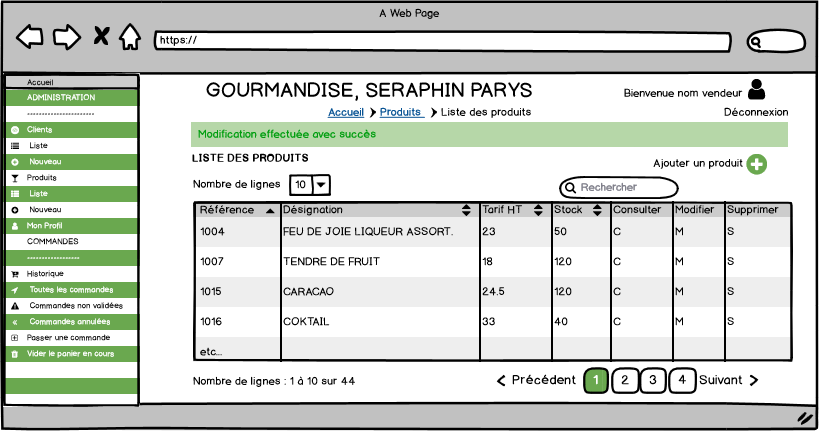 A Web Page
https://
Accueil
ADMINISTRATION
----------------------
Clients
Liste
Nouveau
Produits
Liste
Nouveau
Mon Profil
COMMANDES
-----------------
Historique
Toutes les commandes
Commandes non validées
Commandes annulées
Passer une commande
Vider le panier en cours
GOURMANDISE, SERAPHIN PARYS
Bienvenue nom vendeur
Accueil Produits Liste des produits
Déconnexion
Modification effectuée avec succès
LISTE DES PRODUITS
Ajouter un produit
Nombre de lignes 10
Rechercher
Référence Désignation Tarif HT Stock Consulter Modifier Supprimer
1004 FEU DE JOIE LIQUEUR ASSORT. 23 50 C M S
1007 TENDRE DE FRUIT 18 120 C M S
1015 CARACAO 24.5 120 C M S
1016 COKTAIL 33 40 C M S
etc...
Nombre de lignes : 1 à 10 sur 44
Précédent 1 2 3 4 Suivant